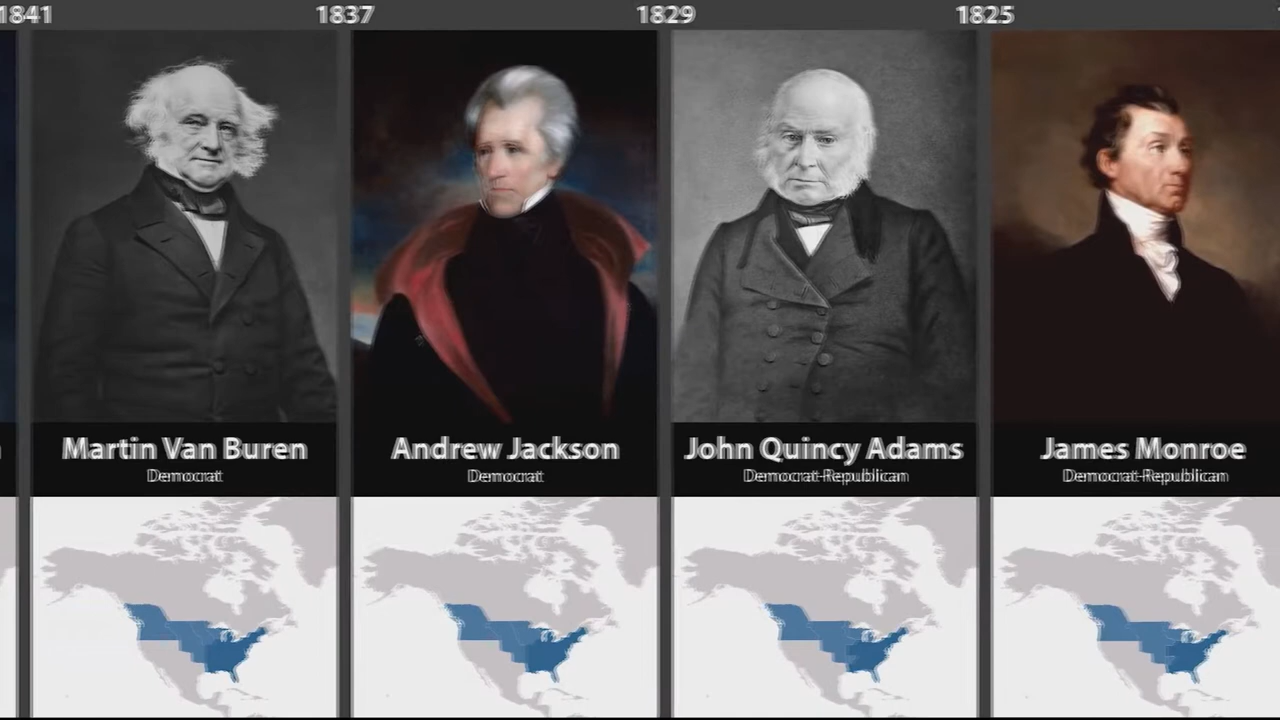 1841 1837 1829 1825
Martin Van Buren
Democrat
Andrew Jackson
Democrat
John Quincy Adams
Democrat-Republican
James Monroe
Democrat-Republican